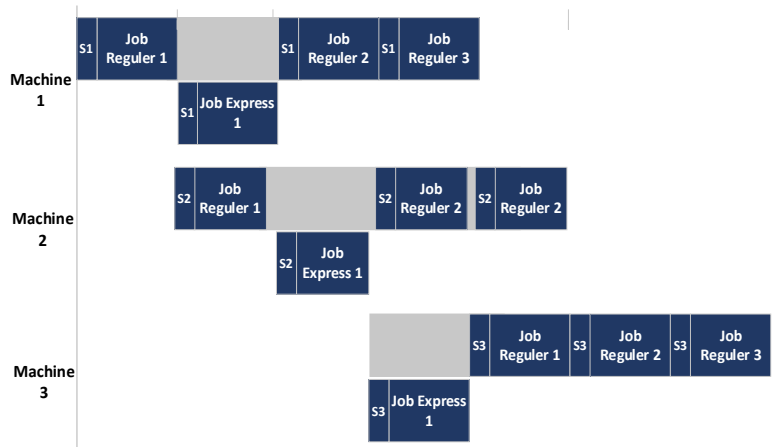 S1
Job
Reguler 1
S1
Job
Reguler 2
S1
Job
Reguler 3
Machine
1
S1
Job Express
1
S2
Job
Reguler 1
S2
Job
Reguler 2
S2
Job
Reguler 2
Machine
2
S2
Job
Express 1
S3
Job
Reguler 1
S3
Job
Reguler 2
S3
Job
Reguler 3
Machine
3
S3
Job Express
1